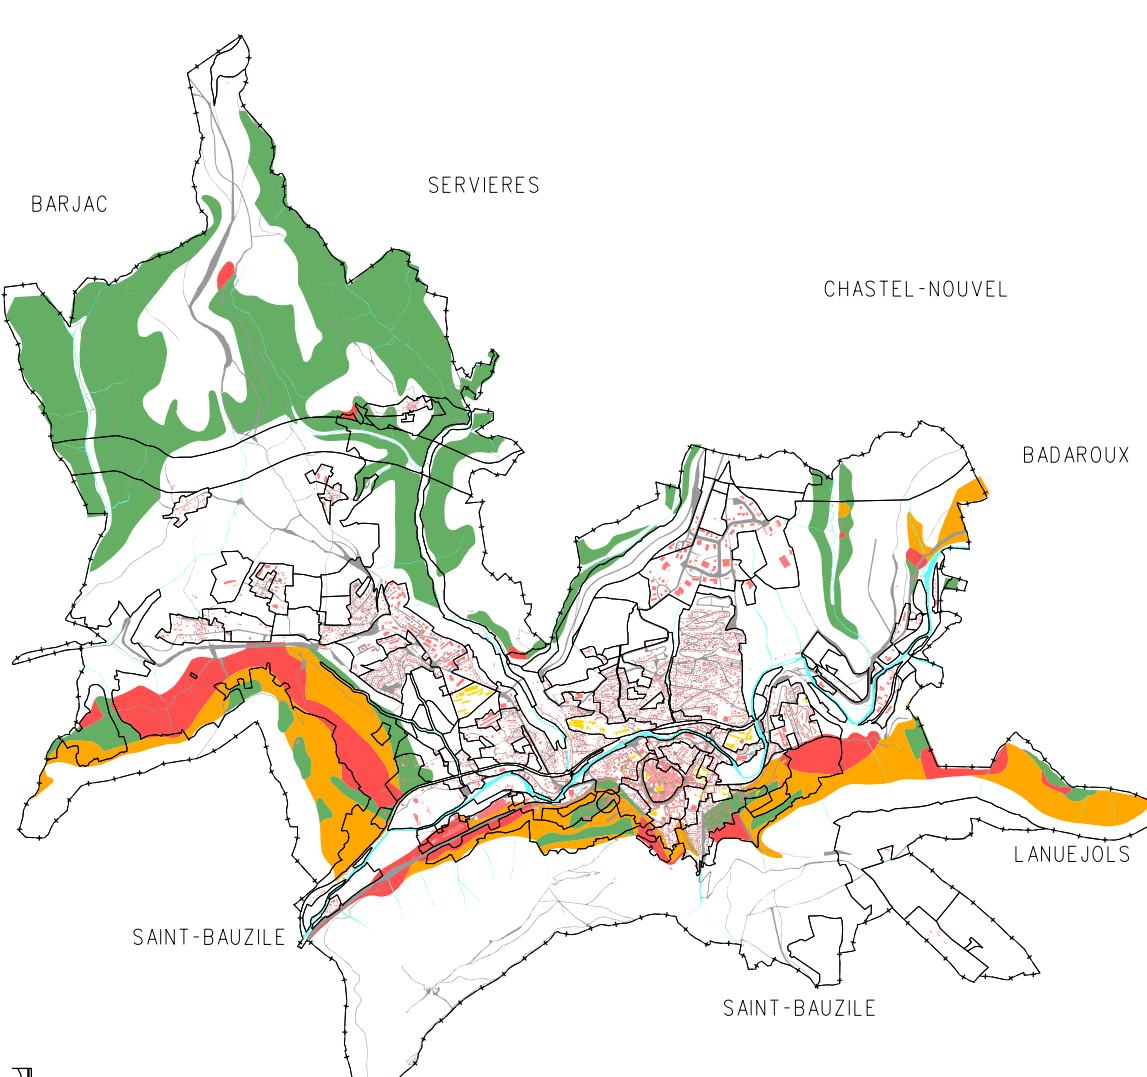 SERVIERES
BARJAC
CHASTEL-NOUVEL
BADAROUX
LANUEJOLS
SAINT-BAUZILE
SAINT-BAUZILE